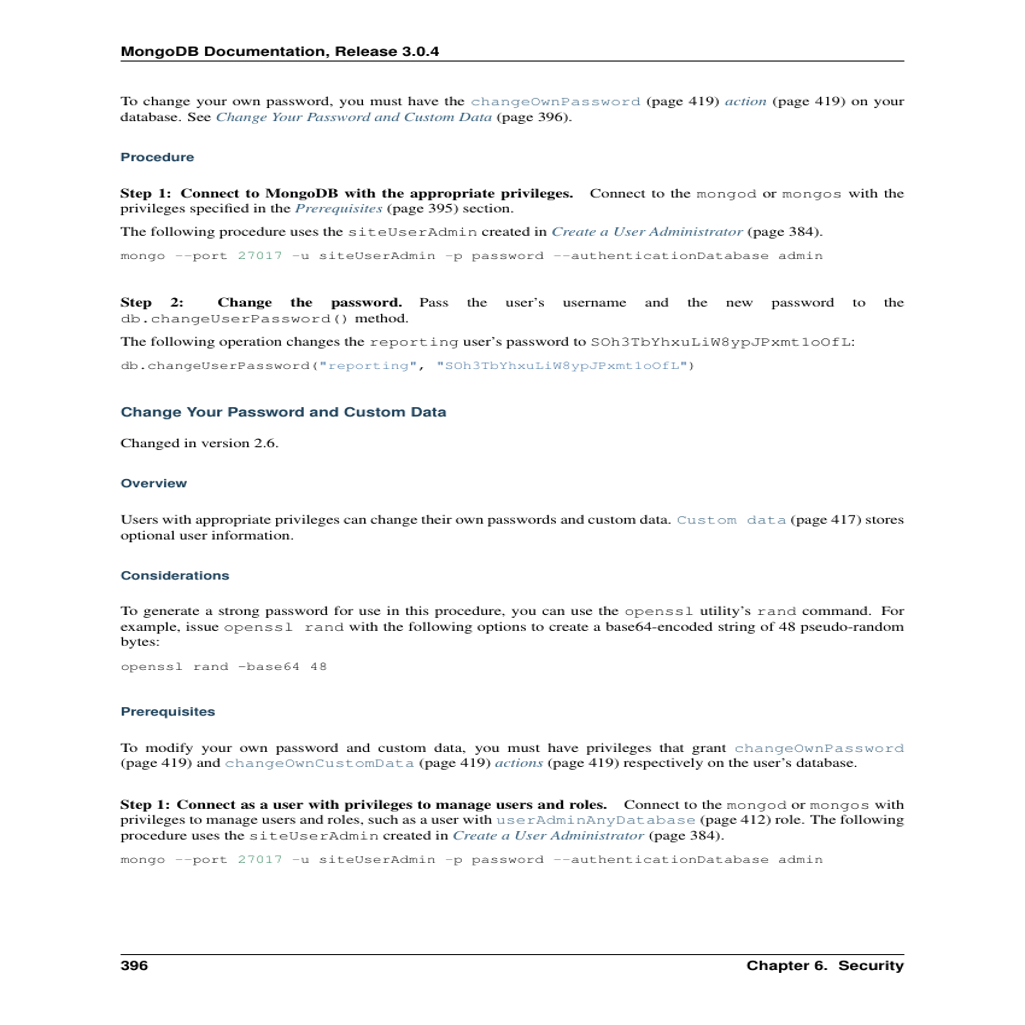 MongoDB Documentation, Release 3.0.4
To change your own password, you must have the changeOwnPassword (page 419) action (page 419) on your
database. See Change Your Password and Custom Data (page 396).
Procedure
Step 1: Connect to MongoDB with the appropriate privileges. Connect to the mongod or mongos with the
privileges specified in the Prerequisites (page 395) section.
The following procedure uses the siteUserAdmin created in Create a User Administrator (page 384).
mongo --port 27017 -u siteUserAdmin -p password --authenticationDatabase admin
Step 2: Change the password. Pass the user's username and the new password to the
db.changeUserPassword() method.
The following operation changes the reporting user's password to SOh3TbYhxuLiW8ypJPxmt1oOfL:
db.changeUserPassword("reporting", "SOh3TbYhxuLiW8ypJPxmt1oOfL")
Change Your Password and Custom Data
Changed in version 2.6.
Overview
Users with appropriate privileges can change their own passwords and custom data. Custom data (page 417) stores
optional user information.
Considerations
To generate a strong password for use in this procedure, you can use the openssl utility's rand command. For
example, issue openssl rand with the following options to create a base64-encoded string of 48 pseudo-random
bytes:
openssl rand -base64 48
Prerequisites
To modify your own password and custom data, you must have privileges that grant changeOwnPassword
(page 419) and changeOwnCustomData (page 419) actions (page 419) respectively on the user's database.
Step 1: Connect as a user with privileges to manage users and roles. Connect to the mongod or mongos with
privileges to manage users and roles, such as a user with userAdminAnyDatabase (page 412) role. The following
procedure uses the siteUserAdmin created in Create a User Administrator (page 384).
mongo --port 27017 -u siteUserAdmin -p password --authenticationDatabase admin
396 Chapter 6. Security